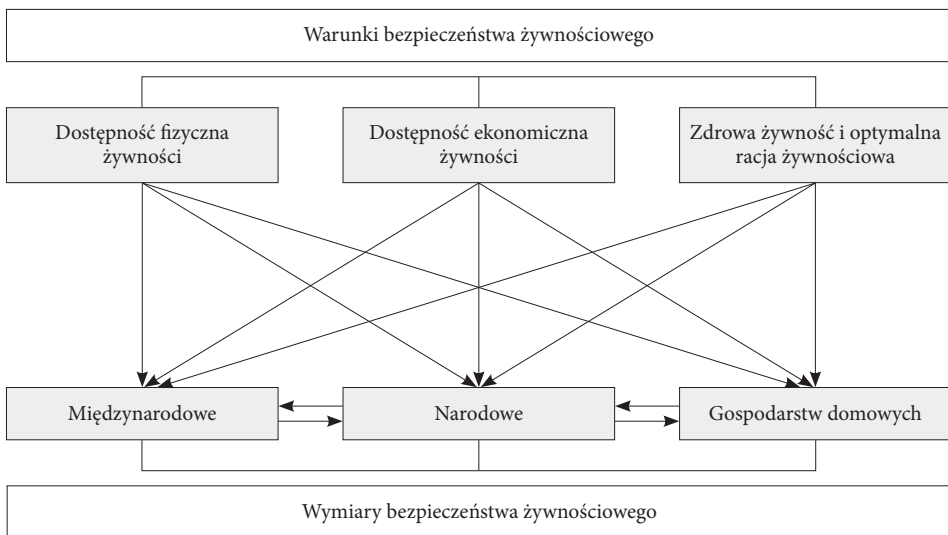 Warunki bezpieczeństwa żywnościowego
Dostępność fizyczna
żywności
Dostępność ekonomiczna
żywności
Zdrowa żywność i optymalna
racja żywnościowa
Międzynarodowe
Narodowe
Gospodarstw domowych
Wymiary bezpieczeństwa żywnościowego